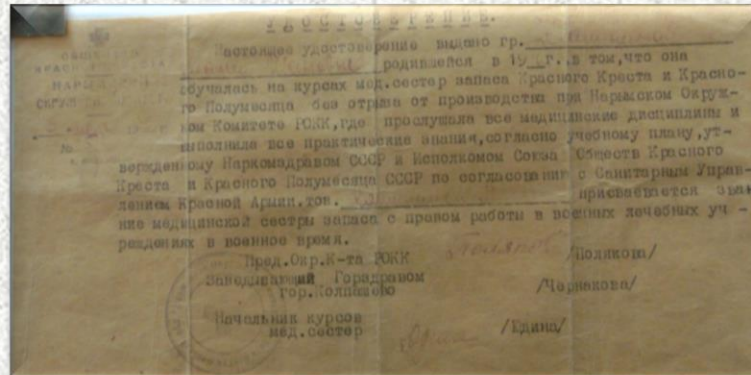 УДОСТОВЕРЕНИЕ.
Настоящее удостоверение выдано гр.
родившейся в 19 г. в том, что она
обучалась на курсах мед.сестер запаса Красного Креста и Красно-
го Полумесяца без отрыва от производства при Нарымском Окруж-
ном Комитете РОКК, где прослушала все медицинские дисциплины и
выполнила все практические знания, согласно учебному плану, ут-
вержденному Наркомздравом СССР и Исполкомом Союза Обществ Красного
Креста и Красного Полумесяца СССР по согласованию с Санитарным Управ-
лением Красной Армии. тов. присваивается зва
ние медицинской сестры запаса с правом работы в военных лечебных уч -
реждениях в военное время.
Пред.Окр.К-та РОКК /Полякова/
Заведывающий Горздравом
гор.Колпашево /Чернакова/
Начальник курсов
мед.сестер /Юдина/